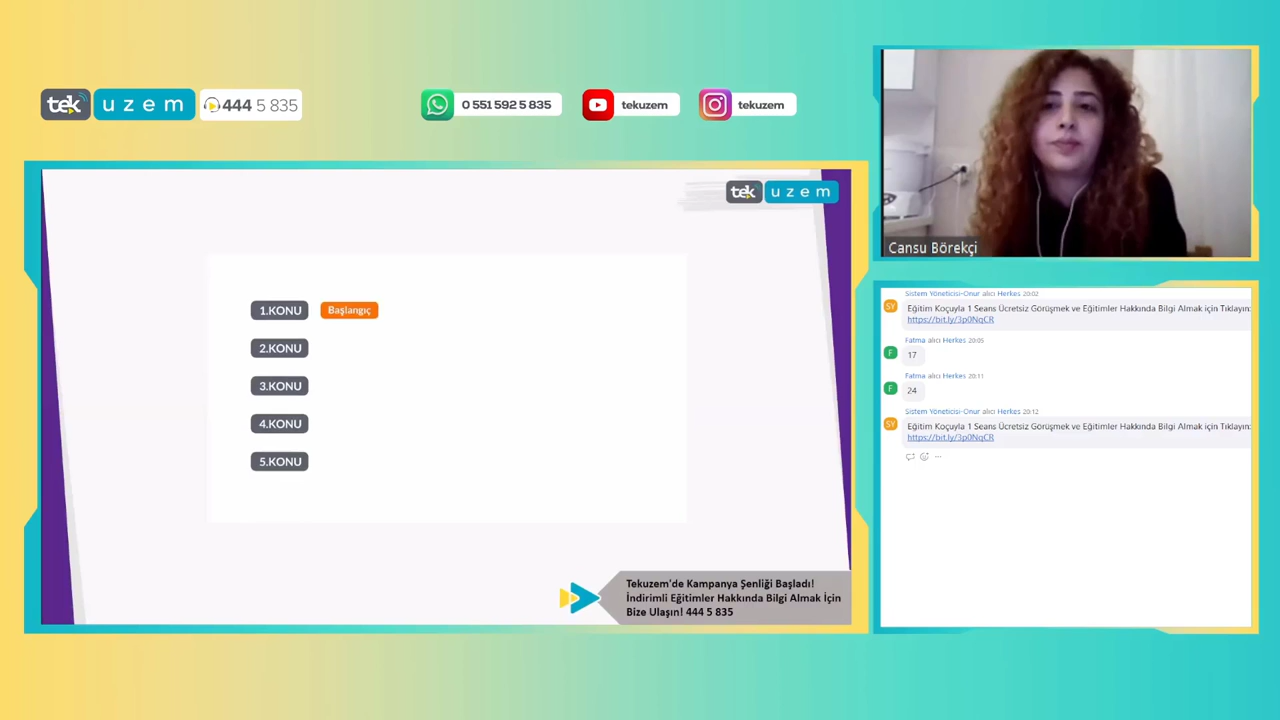 tek uzem 444 5 835
0 551 592 5 835
tekuzem
tekuzem
tek uzem
1.KONU Başlangıç
2.KONU
3.KONU
4.KONU
5.KONU
Tekuzem'de Kampanya Şenliği Başladı!
İndirimli Eğitimler Hakkında Bilgi Almak İçin
Bize Ulaşın! 444 5 835
Cansu Börekçi
Sistem Yöneticisi-Onur alıcı Herkes 20:02
SY
Eğitim Koçuyla 1 Seans Ücretsiz Görüşmek ve Eğitimler Hakkında Bilgi Almak için Tıklayın:
https://bit.ly/3p0NqCR
Fatma alıcı Herkes 20:05
F
17
Fatma alıcı Herkes 20:11
F
24
Sistem Yöneticisi-Onur alıcı Herkes 20:12
SY
Eğitim Koçuyla 1 Seans Ücretsiz Görüşmek ve Eğitimler Hakkında Bilgi Almak için Tıklayın:
https://bit.ly/3p0NqCR